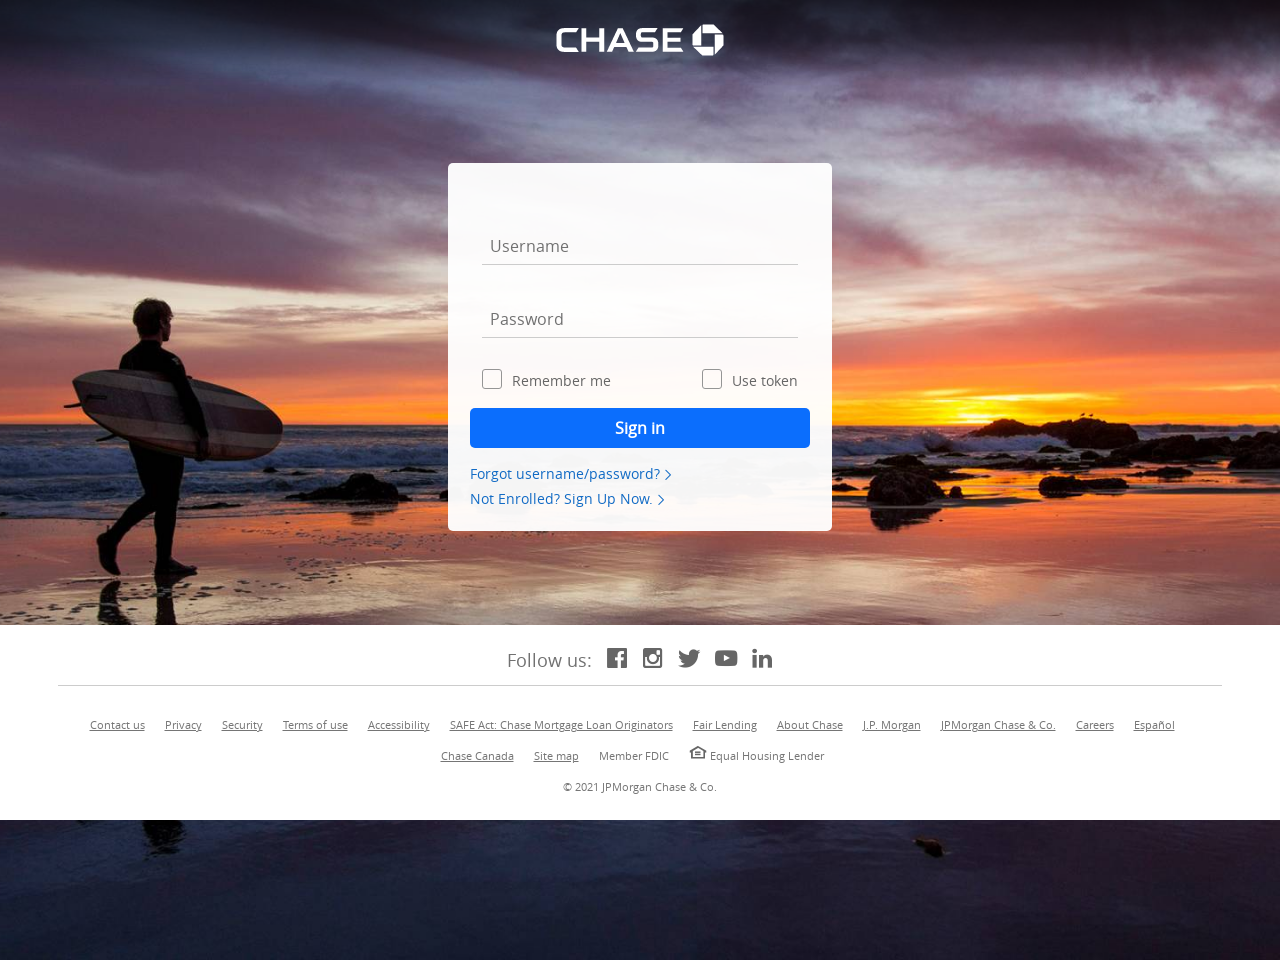 CHASE
Username
Password
Remember me Use token
Sign in
Forgot username/password?
Not Enrolled? Sign Up Now.
Follow us:
Contact us Privacy Security Terms of use Accessibility SAFE Act: Chase Mortgage Loan Originators Fair Lending About Chase J.P. Morgan JPMorgan Chase & Co. Careers Español
Chase Canada Site map Member FDIC Equal Housing Lender
© 2021 JPMorgan Chase & Co.